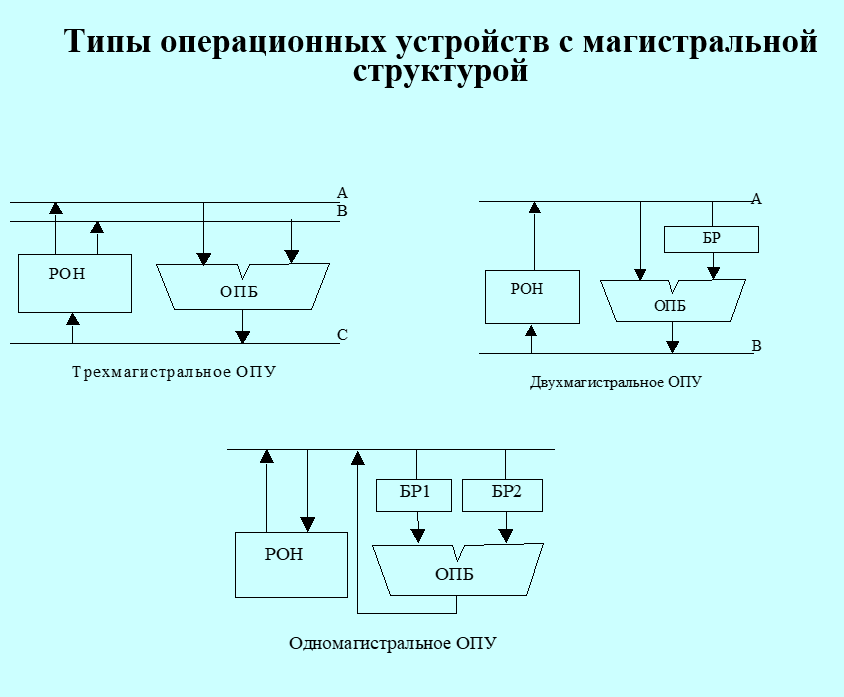 Типы операционных устройств с магистральной
структурой
A
B
РОН
ОПБ
C
Трехмагистральное ОПУ
A
БР
РОН
ОПБ
B
Двухмагистральное ОПУ
БР1
БР2
РОН
ОПБ
Одномагистральное ОПУ